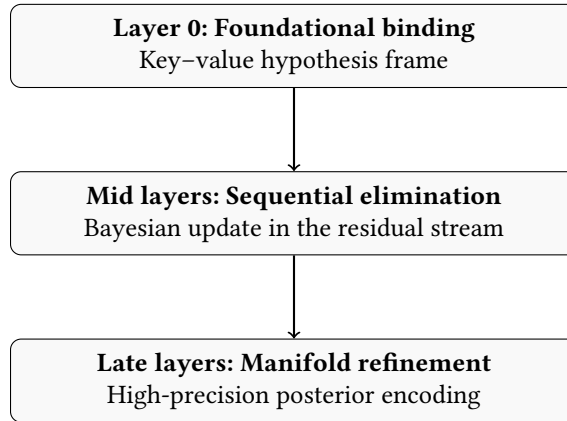 Layer 0: Foundational binding
Key–value hypothesis frame
Mid layers: Sequential elimination
Bayesian update in the residual stream
Late layers: Manifold refinement
High-precision posterior encoding